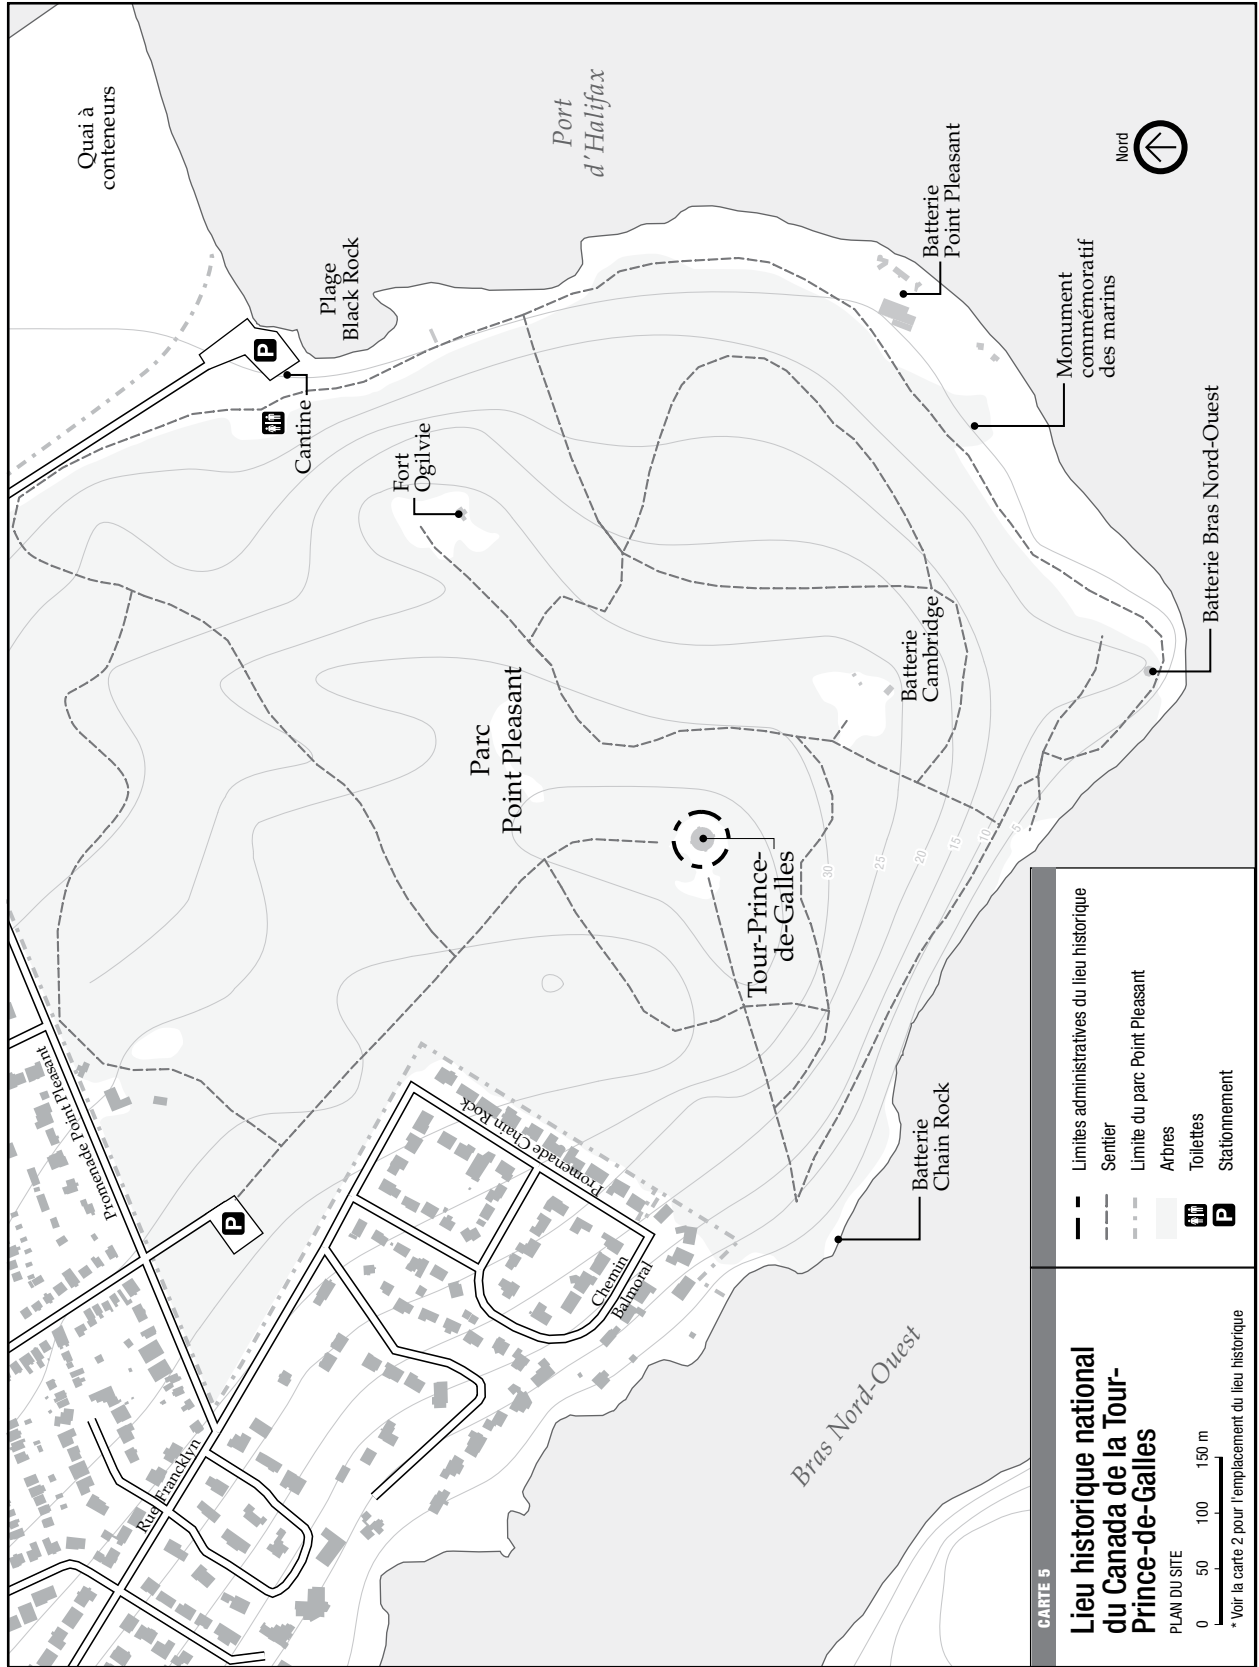 Quai à
conteneurs
Port
d'Halifax
Plage
Black Rock
P
Cantine
Fort
Ogilvie
Parc
Point Pleasant
Batterie
Point Pleasant
Monument
commémoratif
des marins
Batterie Bras Nord-Ouest
Batterie
Cambridge
Tour-Prince-
de-Galles
Batterie
Chain Rock
Bras Nord-Ouest
Promenade Point Pleasant
P
Promenade Chain Rock
Chemin
Balmoral
Rue Francklyn
30
25
20
15
10
5
Nord
CARTE 5
Lieu historique national
du Canada de la Tour-
Prince-de-Galles
PLAN DU SITE
0 50 100 150 m
* Voir la carte 2 pour l'emplacement du lieu historique
Limites administratives du lieu historique
Sentier
Limite du parc Point Pleasant
Arbres
Toilettes
P Stationnement